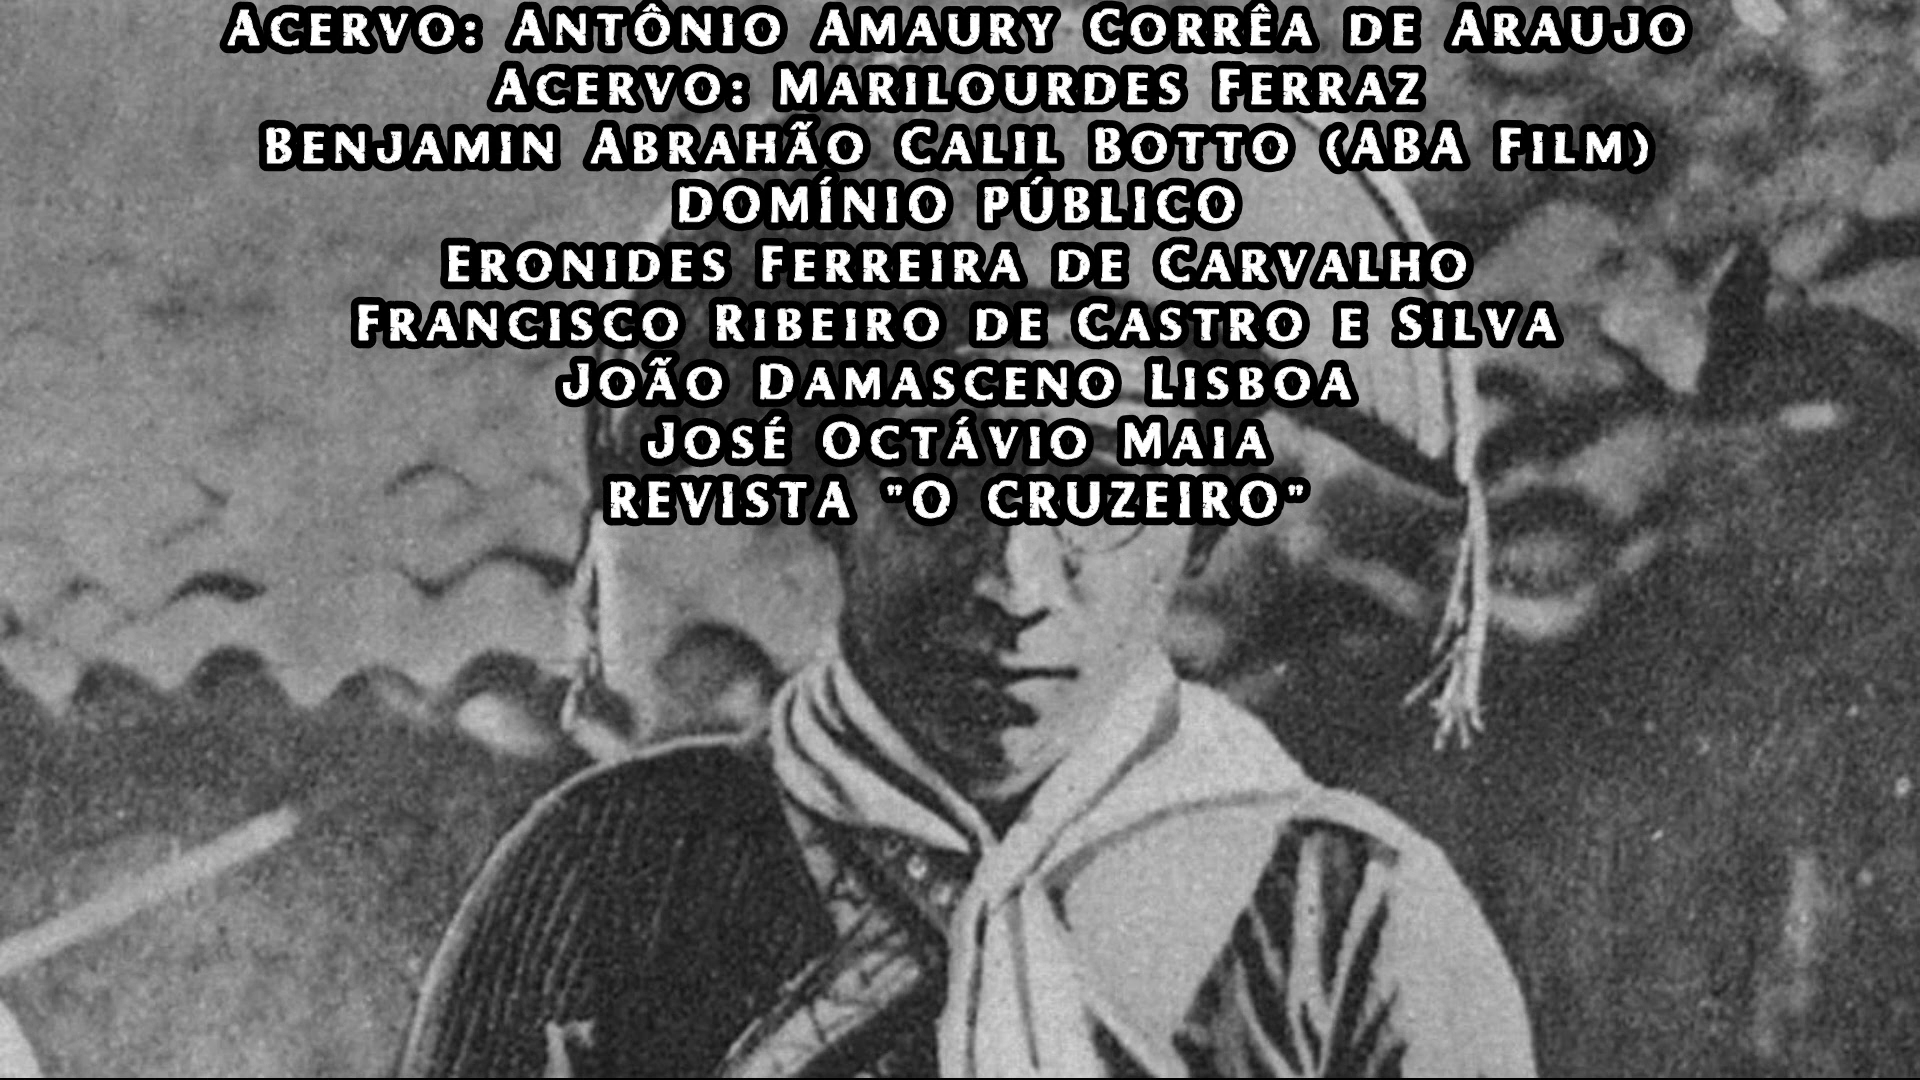 Acervo: Antônio Amaury Corrêa de Araujo
Acervo: Marilourdes Ferraz
Benjamin Abrahão Calil Botto (ABA Film)
DOMÍNIO PÚBLICO
Eronides Ferreira de Carvalho
Francisco Ribeiro de Castro e Silva
João Damasceno Lisboa
José Octávio Maia
REVISTA "O CRUZEIRO"